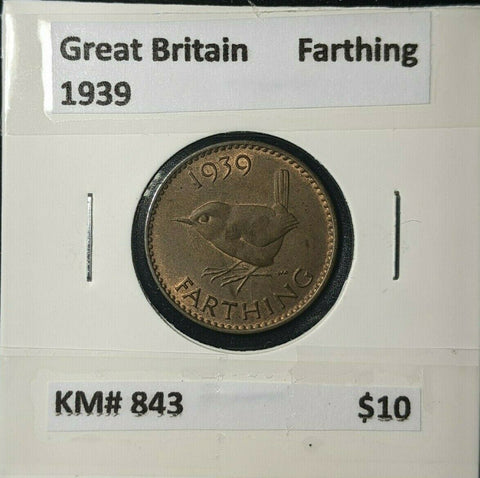 Great Britain Farthing
1939
1939
FARTHING
KM# 843 $10